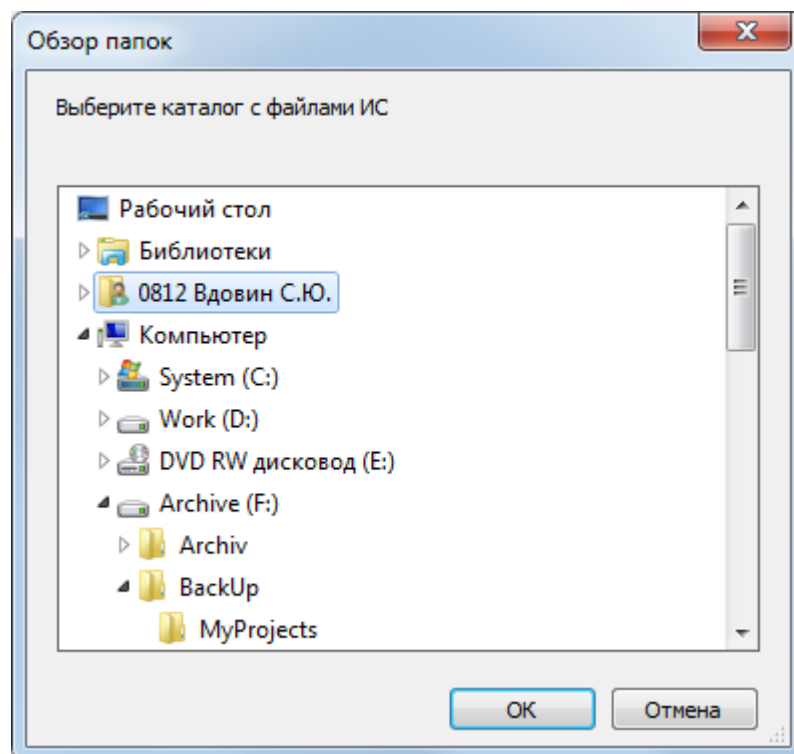 Обзор папок
Выберите каталог с файлами ИС
Рабочий стол
Библиотеки
0812 Вдовин С.Ю.
Компьютер
System (C:)
Work (D:)
DVD RW дисковод (E:)
Archive (F:)
Archiv
BackUp
MyProjects
ОК
Отмена